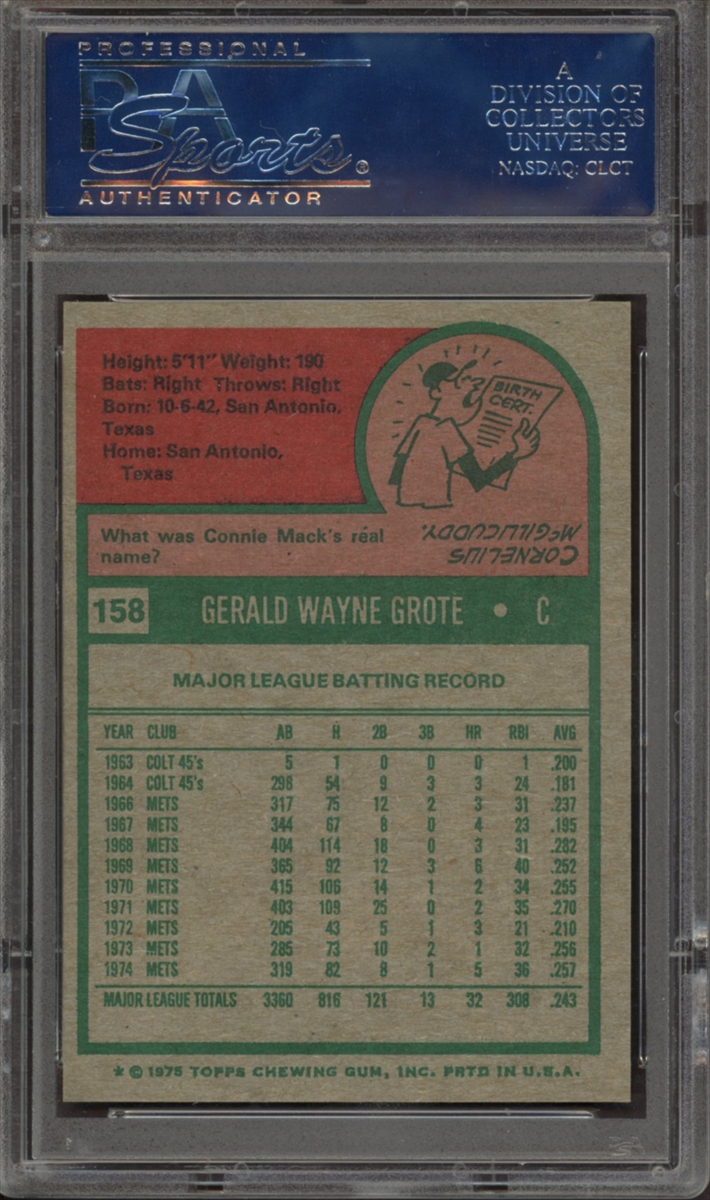 PROFESSIONAL
PSA
Sports®
AUTHENTICATOR
A
DIVISION OF
COLLECTORS
UNIVERSE
NASDAQ: CLCT
Height: 5'11" Weight: 190
Bats: Right Throws: Right
Born: 10-6-42, San Antonio,
Texas
Home: San Antonio,
Texas
BIRTH
CERT.
What was Connie Mack's real
name?
CORNELIUS
McGILLICUDDY.
158 GERALD WAYNE GROTE • C
MAJOR LEAGUE BATTING RECORD
YEAR CLUB AB H 2B 3B HR RBI AVG
1963 COLT 45's 5 1 0 0 0 1 .200
1964 COLT 45's 298 54 9 3 3 24 .181
1966 METS 317 75 12 2 3 31 .237
1967 METS 344 67 8 0 4 23 .195
1968 METS 404 114 18 0 3 31 .282
1969 METS 365 92 12 3 6 40 .252
1970 METS 415 106 14 1 2 34 .255
1971 METS 403 109 25 0 2 35 .270
1972 METS 205 43 5 1 3 21 .210
1973 METS 285 73 10 2 1 32 .256
1974 METS 319 82 8 1 5 36 .257
MAJOR LEAGUE TOTALS 3360 816 121 13 32 308 .243
* © 1975 TOPPS CHEWING GUM, INC. PRTD IN U.S.A.
PSA